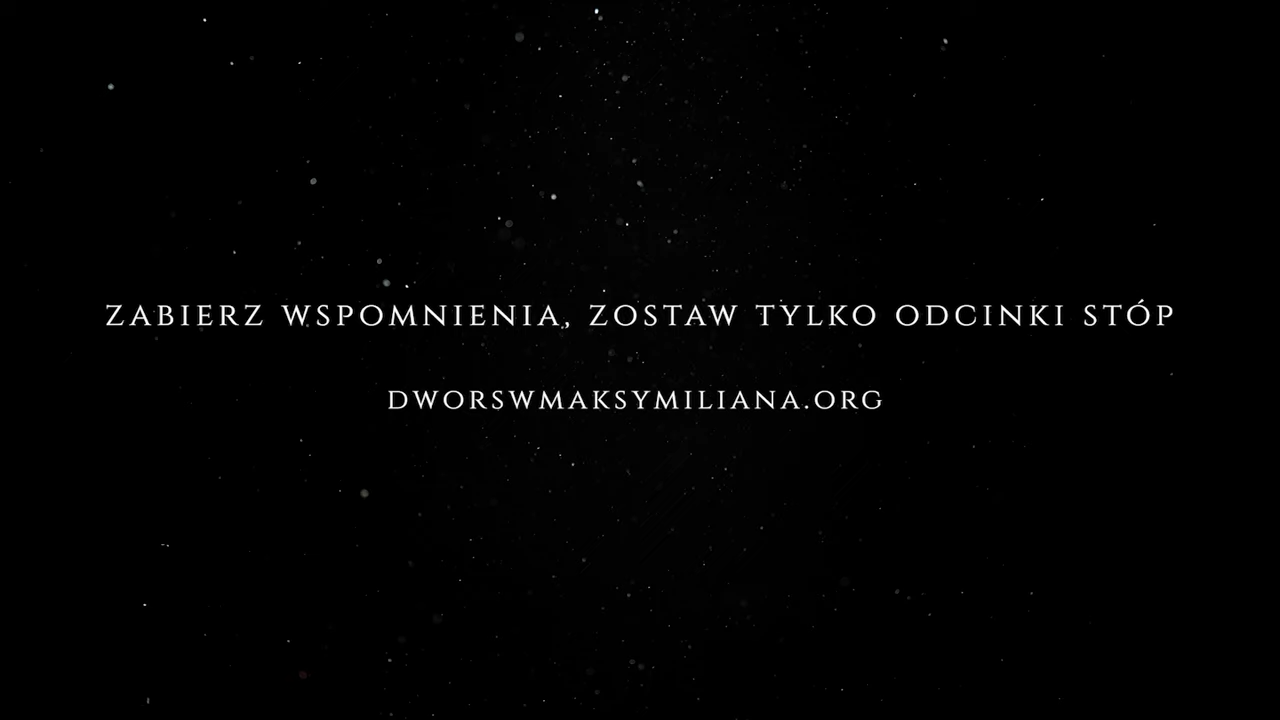 ZABIERZ WSPOMNIENIA, ZOSTAW TYLKO ODCINKI STÓP
DWORSWMAKSYMILIANA.ORG